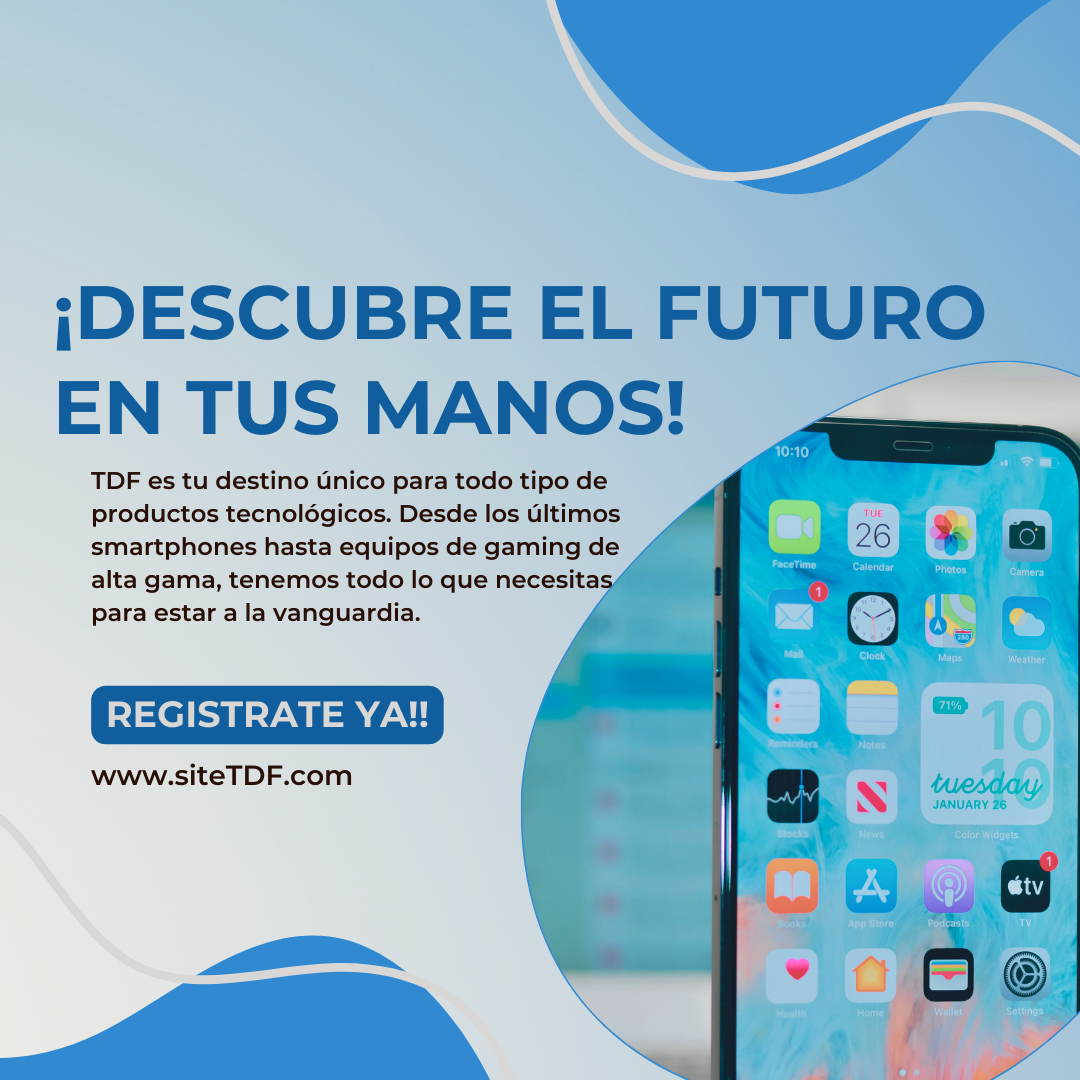 ¡DESCUBRE EL FUTURO
EN TUS MANOS!
TDF es tu destino único para todo tipo de
productos tecnológicos. Desde los últimos
smartphones hasta equipos de gaming de
alta gama, tenemos todo lo que necesitas
para estar a la vanguardia.
REGISTRATE YA!!
www.siteTDF.com
10:10
TUE
26
FaceTime
Calendar
Photos
Camera
1
280
Mail
Clock
Maps
Weather
71%
10
10
tuesday
JANUARY 26
Reminders
Notes
Stocks
News
Color Widgets
1
tv
Books
App Store
Podcasts
TV
Health
Home
Wallet
Settings